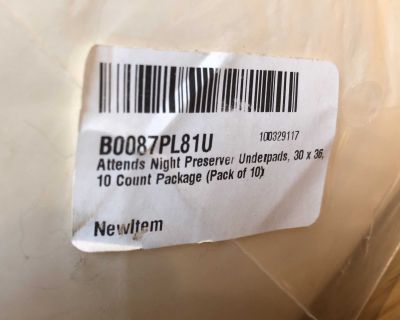 B0087PL81U 100329117
Attends Night Preserver Underpads, 30 x 36,
10 Count Package (Pack of 10)
NewItem